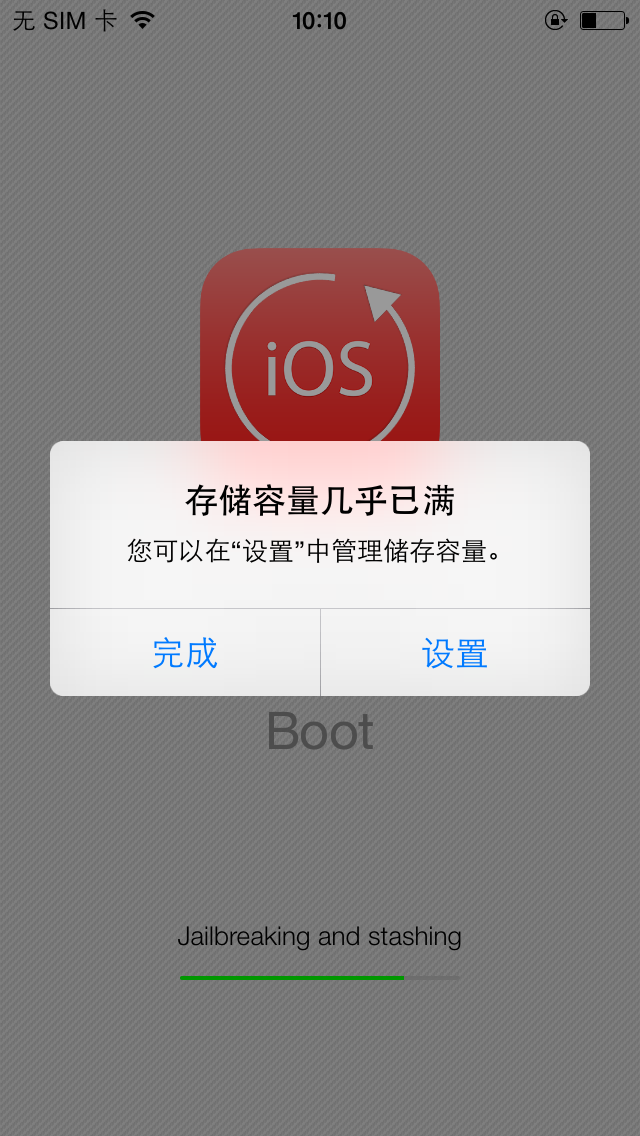 无 SIM 卡
10:10
iOS
存储容量几乎已满
您可以在“设置”中管理储存容量。
完成
设置
Boot
Jailbreaking and stashing